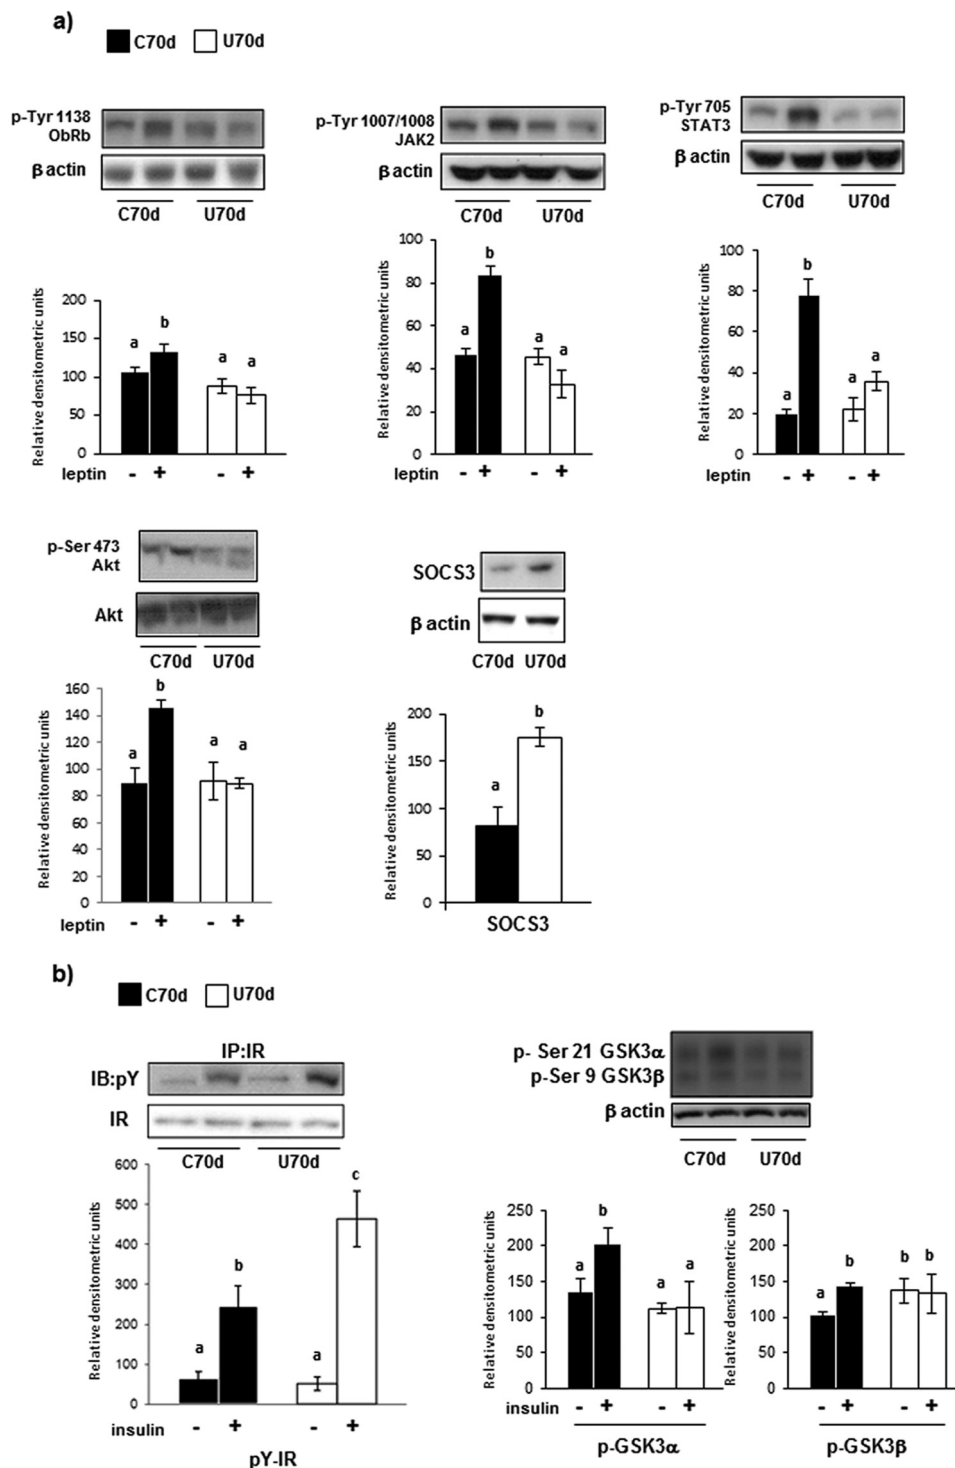 a)
C70d U70d
p-Tyr 1138
ObRb
β actin
C70d U70d
Relative densitometric units
200
150
100
50
0
a b a a
leptin - + - +
p-Tyr 1007/1008
JAK2
β actin
C70d U70d
Relative densitometric units
100
80
60
40
20
0
a b a a
leptin - + - +
p-Tyr 705
STAT3
β actin
C70d U70d
Relative densitometric units
100
80
60
40
20
0
a b a a
leptin - + - +
p-Ser 473
Akt
Akt
C70d U70d
Relative densitometric units
160
140
120
100
80
60
40
20
0
a b a a
leptin - + - +
SOCS3
β actin
C70d U70d
Relative densitometric units
200
150
100
50
0
a b
SOCS3
b)
C70d U70d
IP:IR
IB:pY
IR
C70d U70d
Relative densitometric units
600
500
400
300
200
100
0
a b a c
insulin - + - +
pY-IR
p- Ser 21 GSK3α
p-Ser 9 GSK3β
β actin
C70d U70d
Relative densitometric units
250
200
150
100
50
0
a b a a
insulin - + - +
p-GSK3α
Relative densitometric units
250
200
150
100
50
0
a b b b
- + - +
p-GSK3β